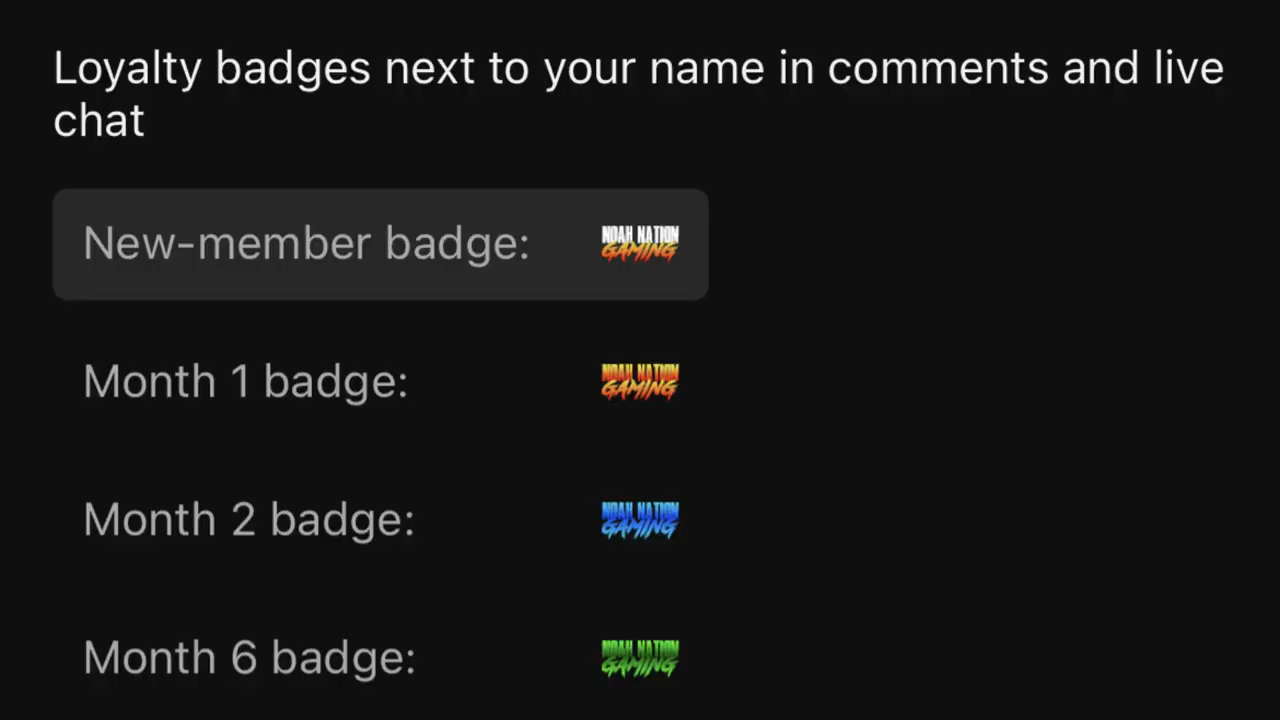 Loyalty badges next to your name in comments and live
chat
New-member badge:
NOAH NATION
GAMING
Month 1 badge:
NOAH NATION
GAMING
Month 2 badge:
NOAH NATION
GAMING
Month 6 badge:
NOAH NATION
GAMING